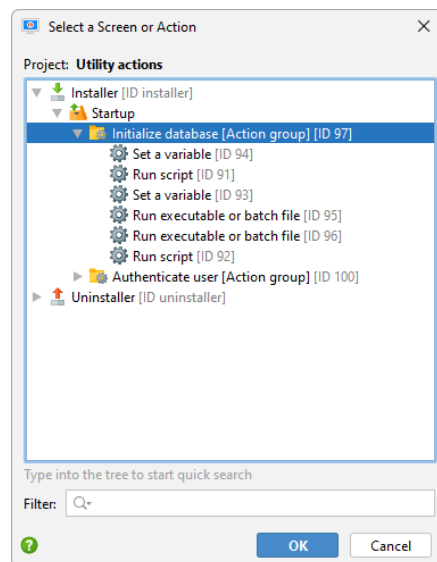 Select a Screen or Action
Project: Utility actions
Installer [ID installer]
Startup
Initialize database [Action group] [ID 97]
Set a variable [ID 94]
Run script [ID 91]
Set a variable [ID 93]
Run executable or batch file [ID 95]
Run executable or batch file [ID 96]
Run script [ID 92]
Authenticate user [Action group] [ID 100]
Uninstaller [ID uninstaller]
Type into the tree to start quick search
Filter:
? OK Cancel